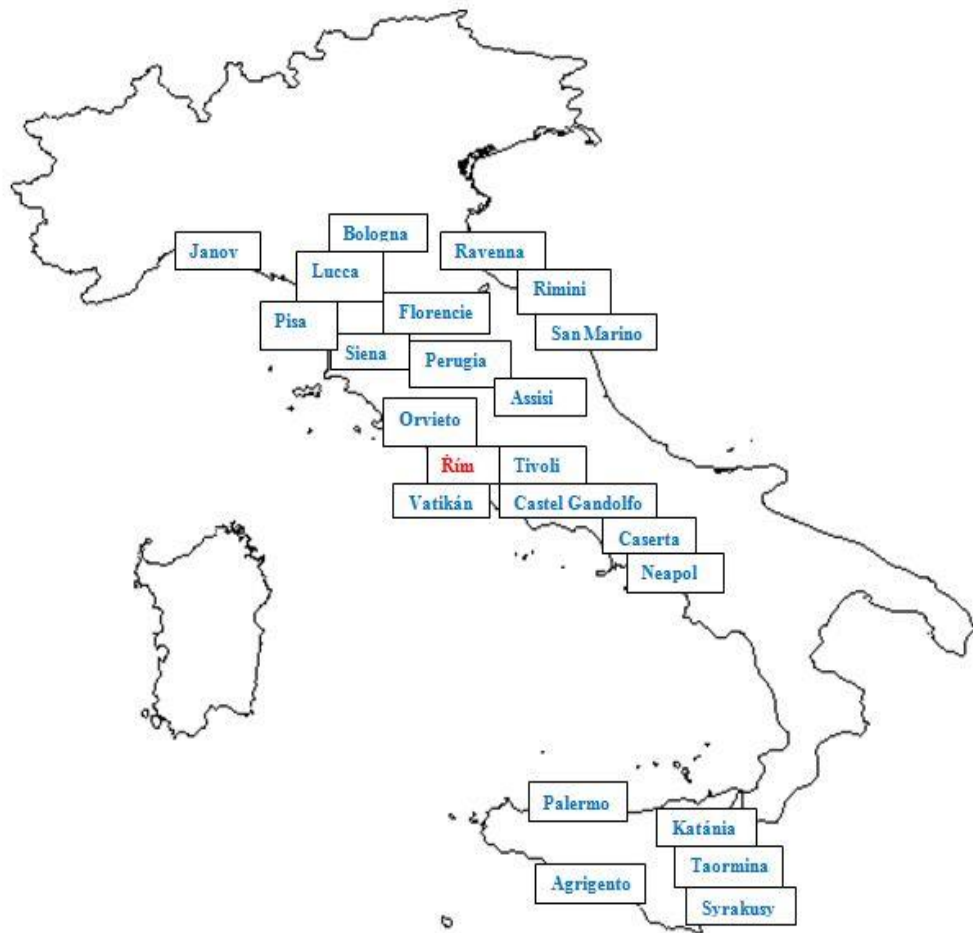 Bologna
Janov
Ravenna
Lucca
Rimini
Florencie
Pisa
San Marino
Siena
Perugia
Assisi
Orvieto
Řím
Tivoli
Vatikán
Castel Gandolfo
Caserta
Neapol
Palermo
Katánia
Taormina
Agrigento
Syrakusy